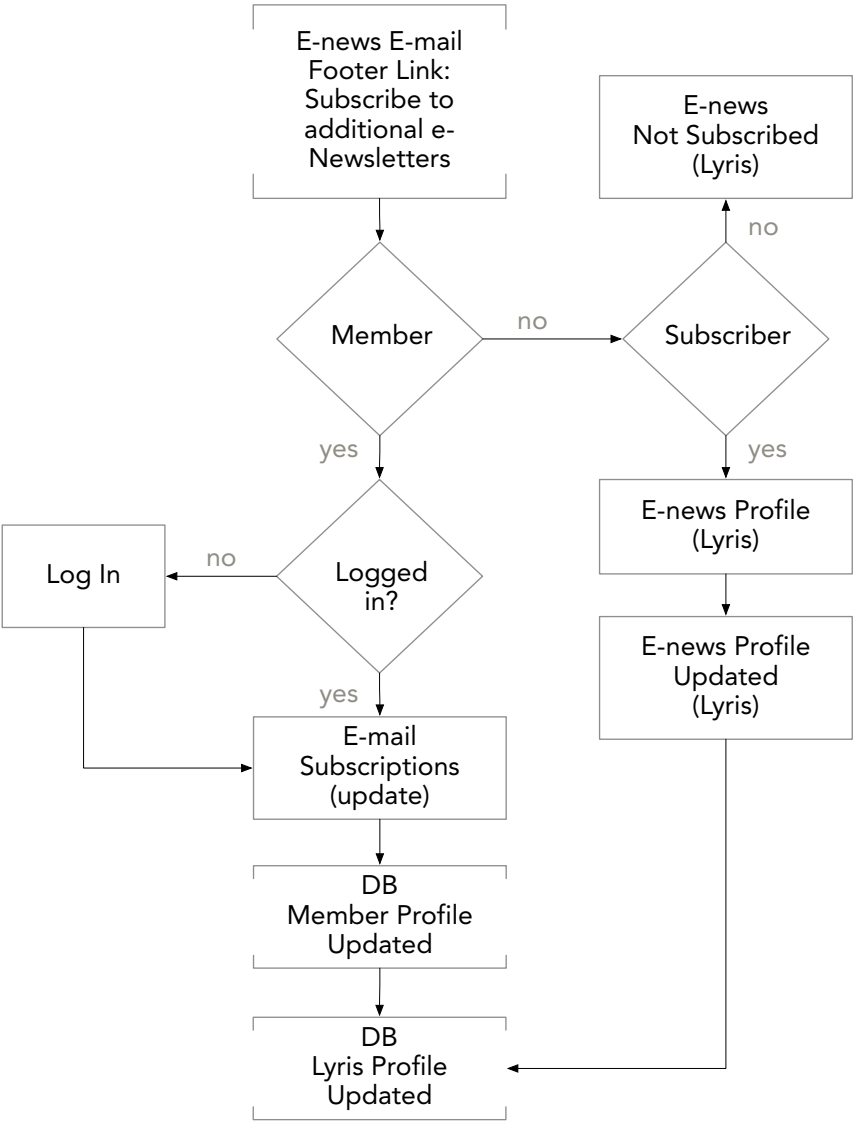 E-news E-mail
Footer Link:
Subscribe to
additional e-
Newsletters
E-news
Not Subscribed
(Lyris)
no
Member
no
Subscriber
yes
yes
E-news Profile
(Lyris)
Log In
no
Logged
in?
E-news Profile
Updated
(Lyris)
yes
E-mail
Subscriptions
(update)
DB
Member Profile
Updated
DB
Lyris Profile
Updated